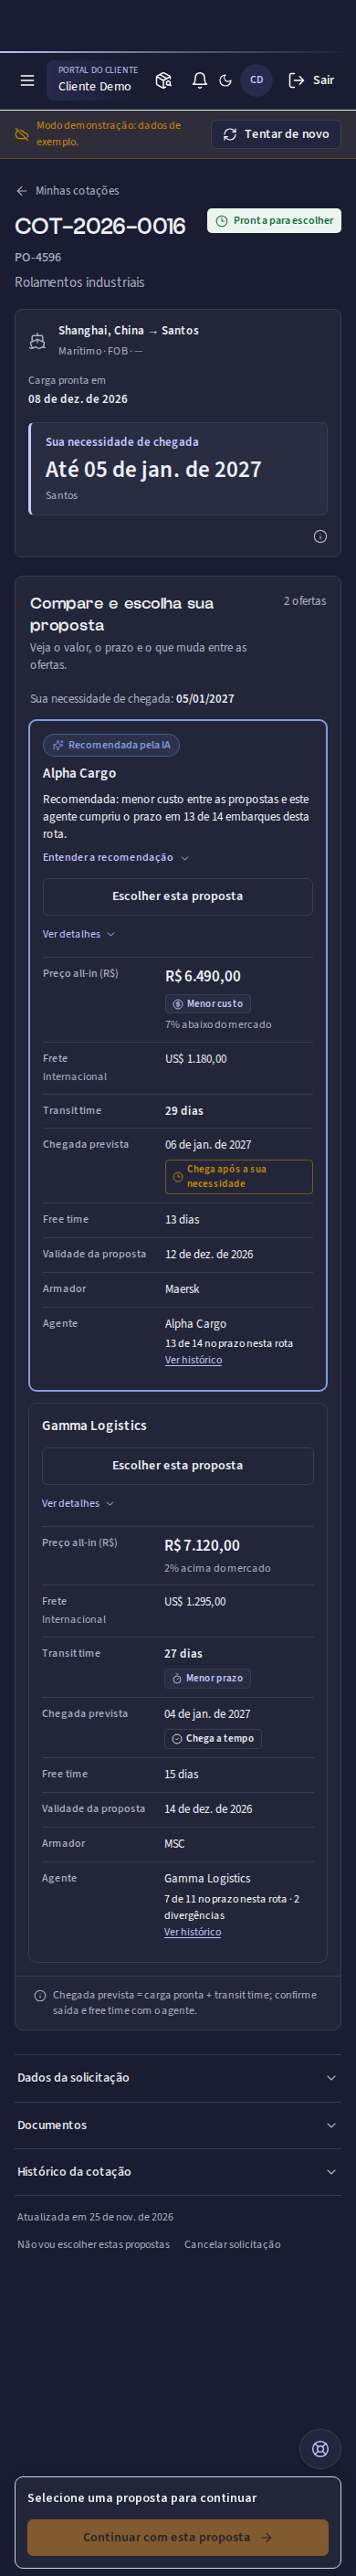 PORTAL DO CLIENTE
Cliente Demo
CD
Sair
Modo demonstração: dados de
exemplo.
Tentar de novo
Minhas cotações
COT-2026-0016
Pronta para escolher
PO-4596
Rolamentos industriais
Shanghai, China → Santos
Marítimo · FOB · —
Carga pronta em
08 de dez. de 2026
Sua necessidade de chegada
Até 05 de jan. de 2027
Santos
Compare e escolha sua
proposta
2 ofertas
Veja o valor, o prazo e o que muda entre as
ofertas.
Sua necessidade de chegada: 05/01/2027
Recomendada pela IA
Alpha Cargo
Recomendada: menor custo entre as propostas e este
agente cumpriu o prazo em 13 de 14 embarques desta
rota.
Entender a recomendação
Escolher esta proposta
Ver detalhes
Preço all-in (R$)
R$ 6.490,00
Menor custo
7% abaixo do mercado
Frete
Internacional
US$ 1.180,00
Transit time
29 dias
Chegada prevista
06 de jan. de 2027
Chega após a sua
necessidade
Free time
13 dias
Validade da proposta
12 de dez. de 2026
Armador
Maersk
Agente
Alpha Cargo
13 de 14 no prazo nesta rota
Ver histórico
Gamma Logistics
Escolher esta proposta
Ver detalhes
Preço all-in (R$)
R$ 7.120,00
2% acima do mercado
Frete
Internacional
US$ 1.295,00
Transit time
27 dias
Menor prazo
Chegada prevista
04 de jan. de 2027
Chega a tempo
Free time
15 dias
Validade da proposta
14 de dez. de 2026
Armador
MSC
Agente
Gamma Logistics
7 de 11 no prazo nesta rota · 2
divergências
Ver histórico
Chegada prevista = carga pronta + transit time; confirme
saída e free time com o agente.
Dados da solicitação
Documentos
Histórico da cotação
Atualizada em 25 de nov. de 2026
Não vou escolher estas propostas
Cancelar solicitação
Selecione uma proposta para continuar
Continuar com esta proposta